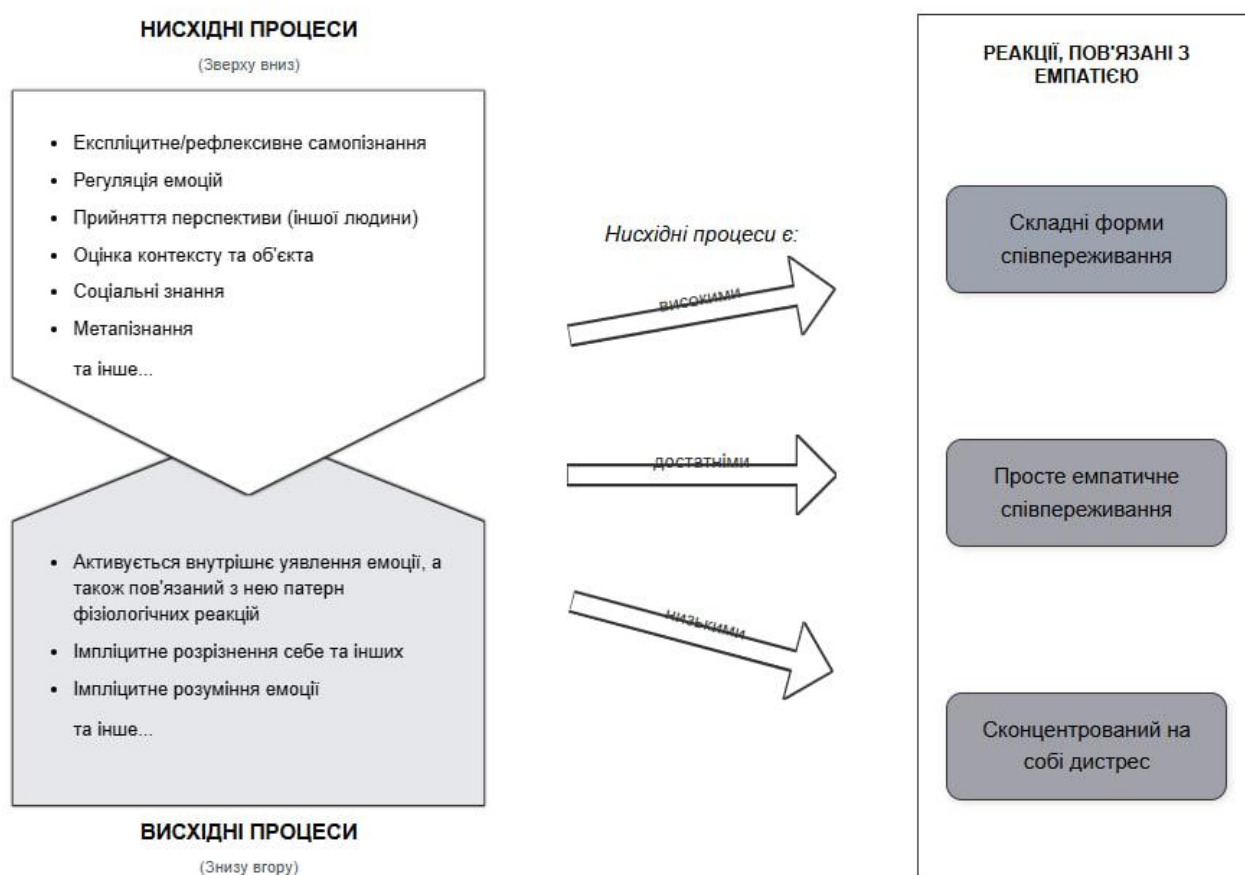 НИСХІДНІ ПРОЦЕСИ
(Зверху вниз)
• Експліцитне/рефлексивне самопізнання
• Регуляція емоцій
• Прийняття перспективи (іншої людини)
• Оцінка контексту та об'єкта
• Соціальні знання
• Метапізнання
та інше...
• Активується внутрішнє уявлення емоції, а
також пов'язаний з нею патерн
фізіологічних реакцій
• Імпліцитне розрізнення себе та інших
• Імпліцитне розуміння емоції
та інше...
ВИСХІДНІ ПРОЦЕСИ
(Знизу вгору)
Нисхідні процеси є:
високими
достатніми
низькими
РЕАКЦІЇ, ПОВ'ЯЗАНІ З
ЕМПАТІЄЮ
Складні форми
співпереживання
Просте емпатичне
співпереживання
Сконцентрований на
собі дистрес